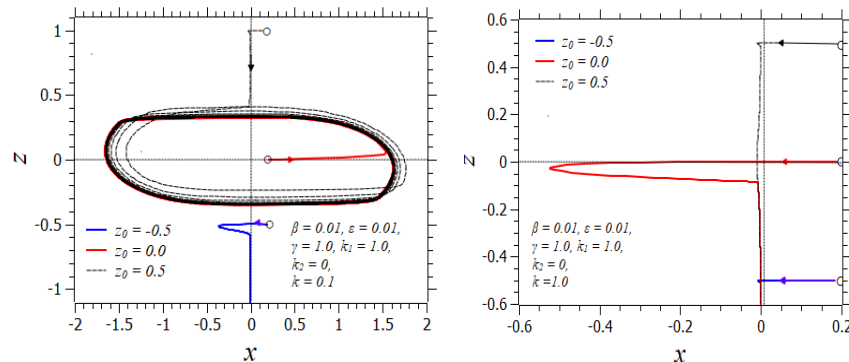 1
0.5
0
-0.5
-1
z
z0 = -0.5
z0 = 0.0
z0 = 0.5
β = 0.01, ε = 0.01,
γ = 1.0, k1 = 1.0,
k2 = 0,
k = 0.1
-2 -1.5 -1 -0.5 0 0.5 1 1.5 2
x
0.6
0.4
0.2
0.0
-0.2
-0.4
-0.6
z
z0 = -0.5
z0 = 0.0
z0 = 0.5
β = 0.01, ε = 0.01,
γ = 1.0, k1 = 1.0,
k2 = 0,
k =1.0
-0.6 -0.4 -0.2 0 0.2
x